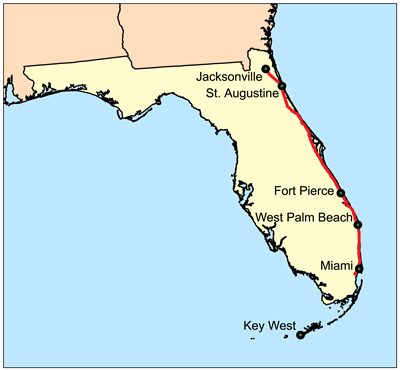 Jacksonville
St. Augustine
Fort Pierce
West Palm Beach
Miami
Key West